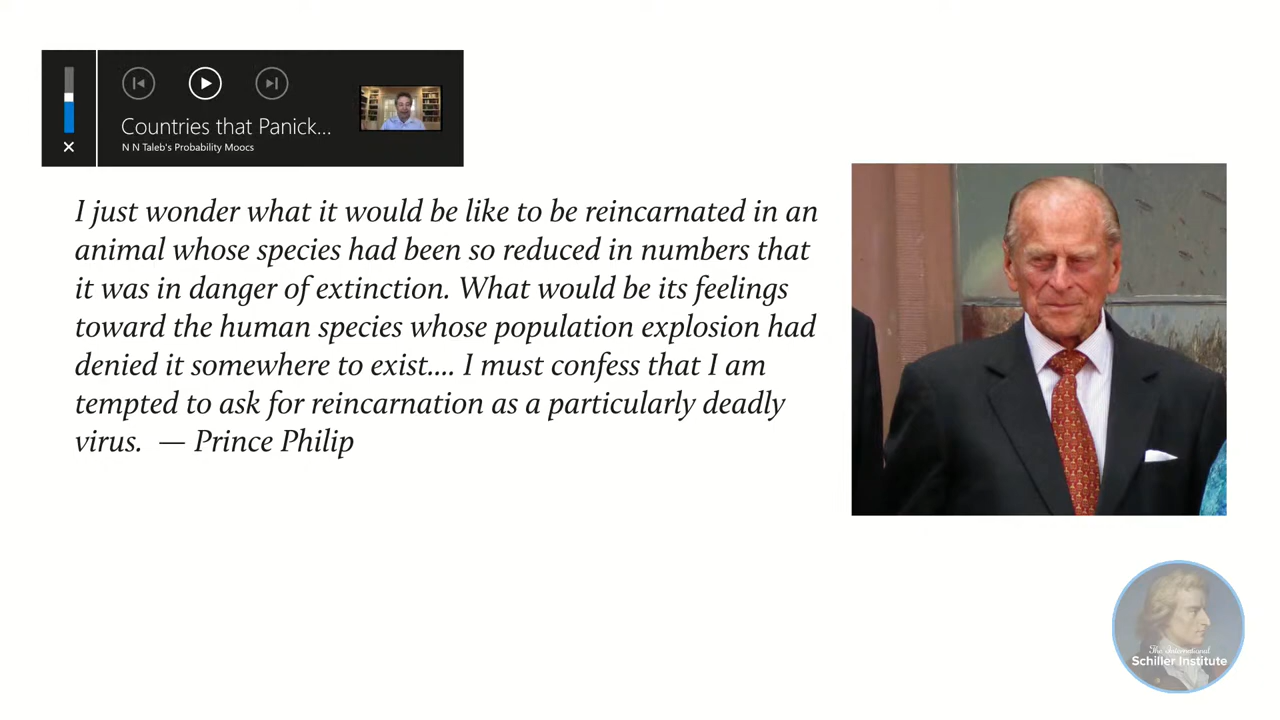 Countries that Panick...
N N Taleb's Probability Moocs
I just wonder what it would be like to be reincarnated in an
animal whose species had been so reduced in numbers that
it was in danger of extinction. What would be its feelings
toward the human species whose population explosion had
denied it somewhere to exist.... I must confess that I am
tempted to ask for reincarnation as a particularly deadly
virus. — Prince Philip
The International
Schiller Institute